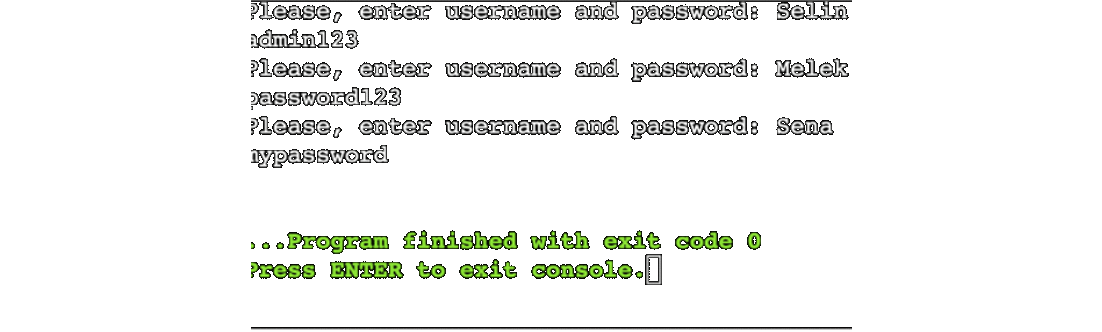 Please, enter username and password: Selin
admin123
Please, enter username and password: Melek
password123
Please, enter username and password: Sena
mypassword
...Program finished with exit code 0
Press ENTER to exit console.